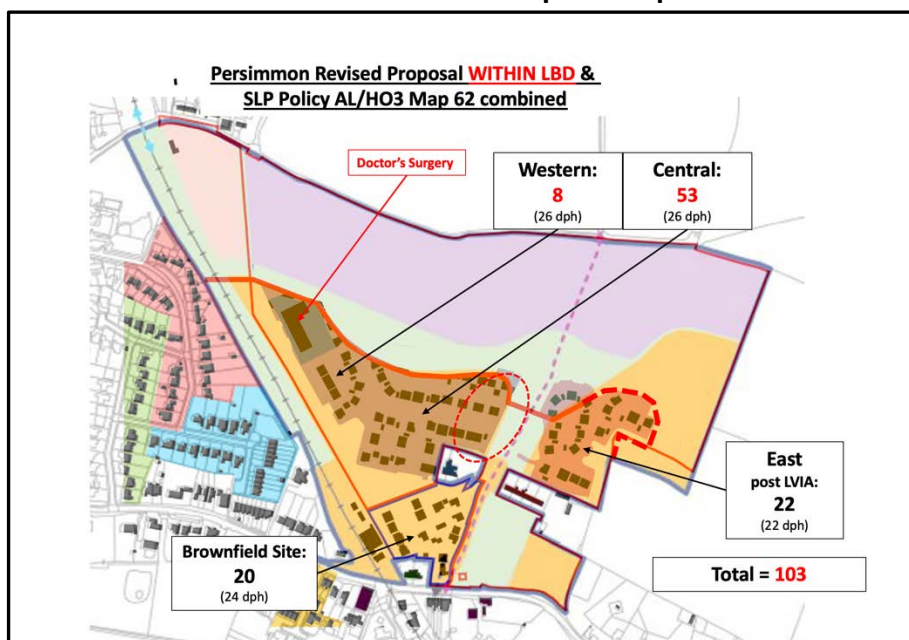 Persimmon Revised Proposal WITHIN LBD &
SLP Policy AL/HO3 Map 62 combined
Doctor's Surgery
Western:
8
(26 dph)
Central:
53
(26 dph)
East
post LVIA:
22
(22 dph)
Brownfield Site:
20
(24 dph)
Total = 103